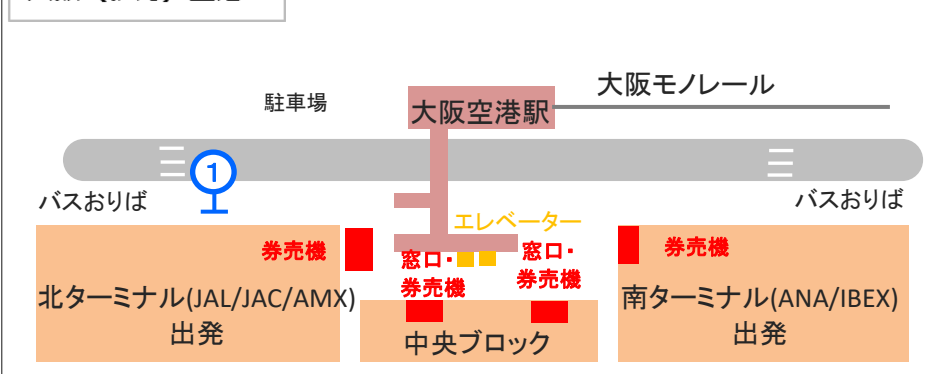 大阪モノレール
駐車場
大阪空港駅
1
バスおりば
バスおりば
エレベーター
券売機
窓口・
券売機
窓口・
券売機
券売機
北ターミナル(JAL/JAC/AMX)
出発
中央ブロック
南ターミナル(ANA/IBEX)
出発